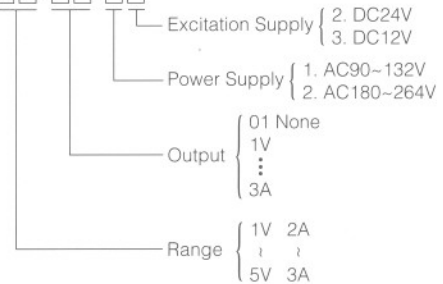 Excitation Supply { 2. DC24V
3. DC12V
Power Supply { 1. AC90~132V
2. AC180~264V
Output { 01 None
1V
⋮
3A
Range { 1V 2A
~ ~
5V 3A